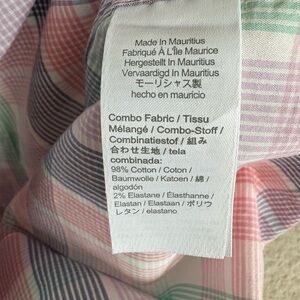 Made In Mauritius
Fabriqué À L'Île Maurice
Hergestellt In Mauritius
Vervaardigd In Mauritius
モーリシャス製
hecho en mauricio
Combo Fabric / Tissu
Mélangé / Combo-Stoff /
Combinatiestof / 組み
合わせ生地 / tela
combinada:
98% Cotton / Coton /
Baumwolle / Katoen / 綿 /
algodón
2% Elastane / Élasthanne /
Elastan / Elastaan / ポリウ
レタン / elastano